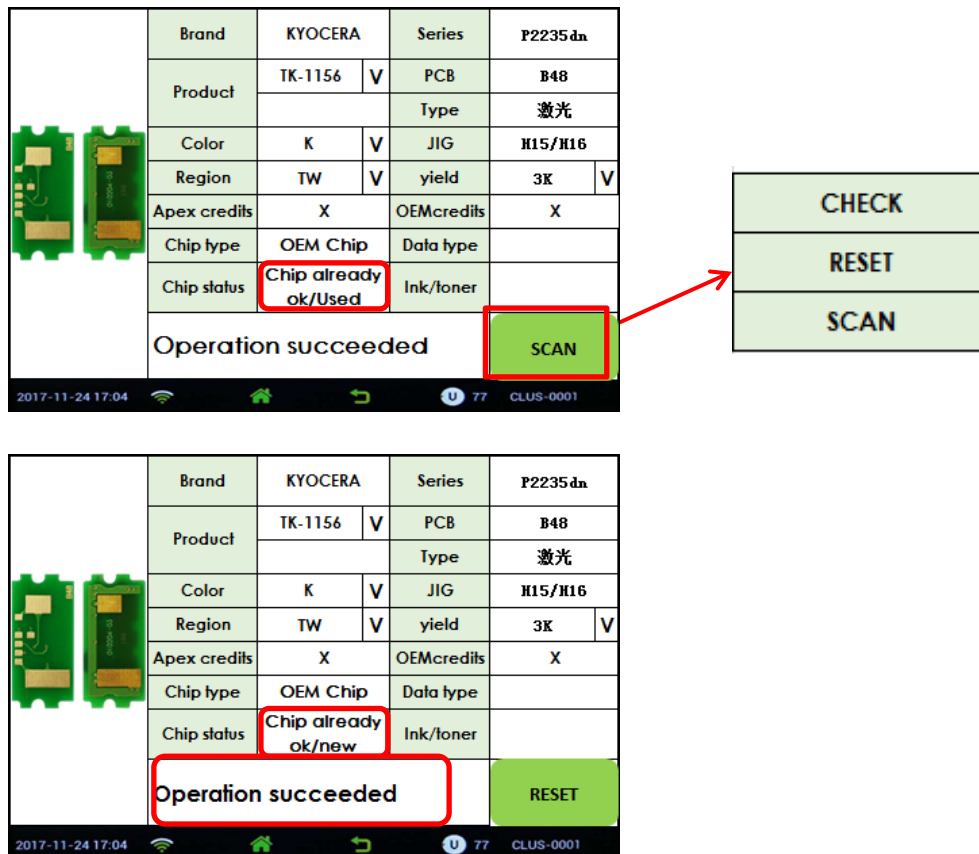 Brand KYOCERA Series P2235dn
Product TK-1156 V PCB B48
Type 激光
Color K V JIG H15/H16
Region TW V yield 3K V
Apex credits X OEMcredits X
Chip type OEM Chip Data type
Chip status Chip already ok/Used Ink/toner
Operation succeeded SCAN
2017-11-24 17:04 U 77 CLUS-0001
CHECK
RESET
SCAN
Brand KYOCERA Series P2235dn
Product TK-1156 V PCB B48
Type 激光
Color K V JIG H15/H16
Region TW V yield 3K V
Apex credits X OEMcredits X
Chip type OEM Chip Data type
Chip status Chip already ok/new Ink/toner
Operation succeeded RESET
2017-11-24 17:04 U 77 CLUS-0001